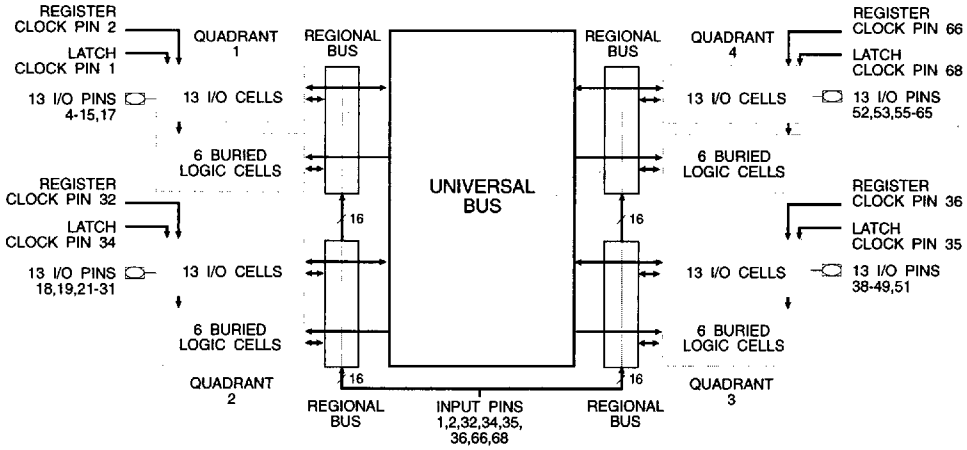 REGISTER
CLOCK PIN 2
LATCH
CLOCK PIN 1
13 I/O PINS
4-15,17
QUADRANT
1
13 I/O CELLS
6 BURIED
LOGIC CELLS
REGIONAL
BUS
16
REGISTER
CLOCK PIN 32
LATCH
CLOCK PIN 34
13 I/O PINS
18,19,21-31
13 I/O CELLS
6 BURIED
LOGIC CELLS
QUADRANT
2
16
REGIONAL
BUS
UNIVERSAL
BUS
INPUT PINS
1,2,32,34,35,
36,66,68
REGIONAL
BUS
16
QUADRANT
4
13 I/O CELLS
6 BURIED
LOGIC CELLS
REGISTER
CLOCK PIN 66
LATCH
CLOCK PIN 68
13 I/O PINS
52,53,55-65
REGISTER
CLOCK PIN 36
LATCH
CLOCK PIN 35
13 I/O PINS
38-49,51
13 I/O CELLS
6 BURIED
LOGIC CELLS
16
REGIONAL
BUS
QUADRANT
3